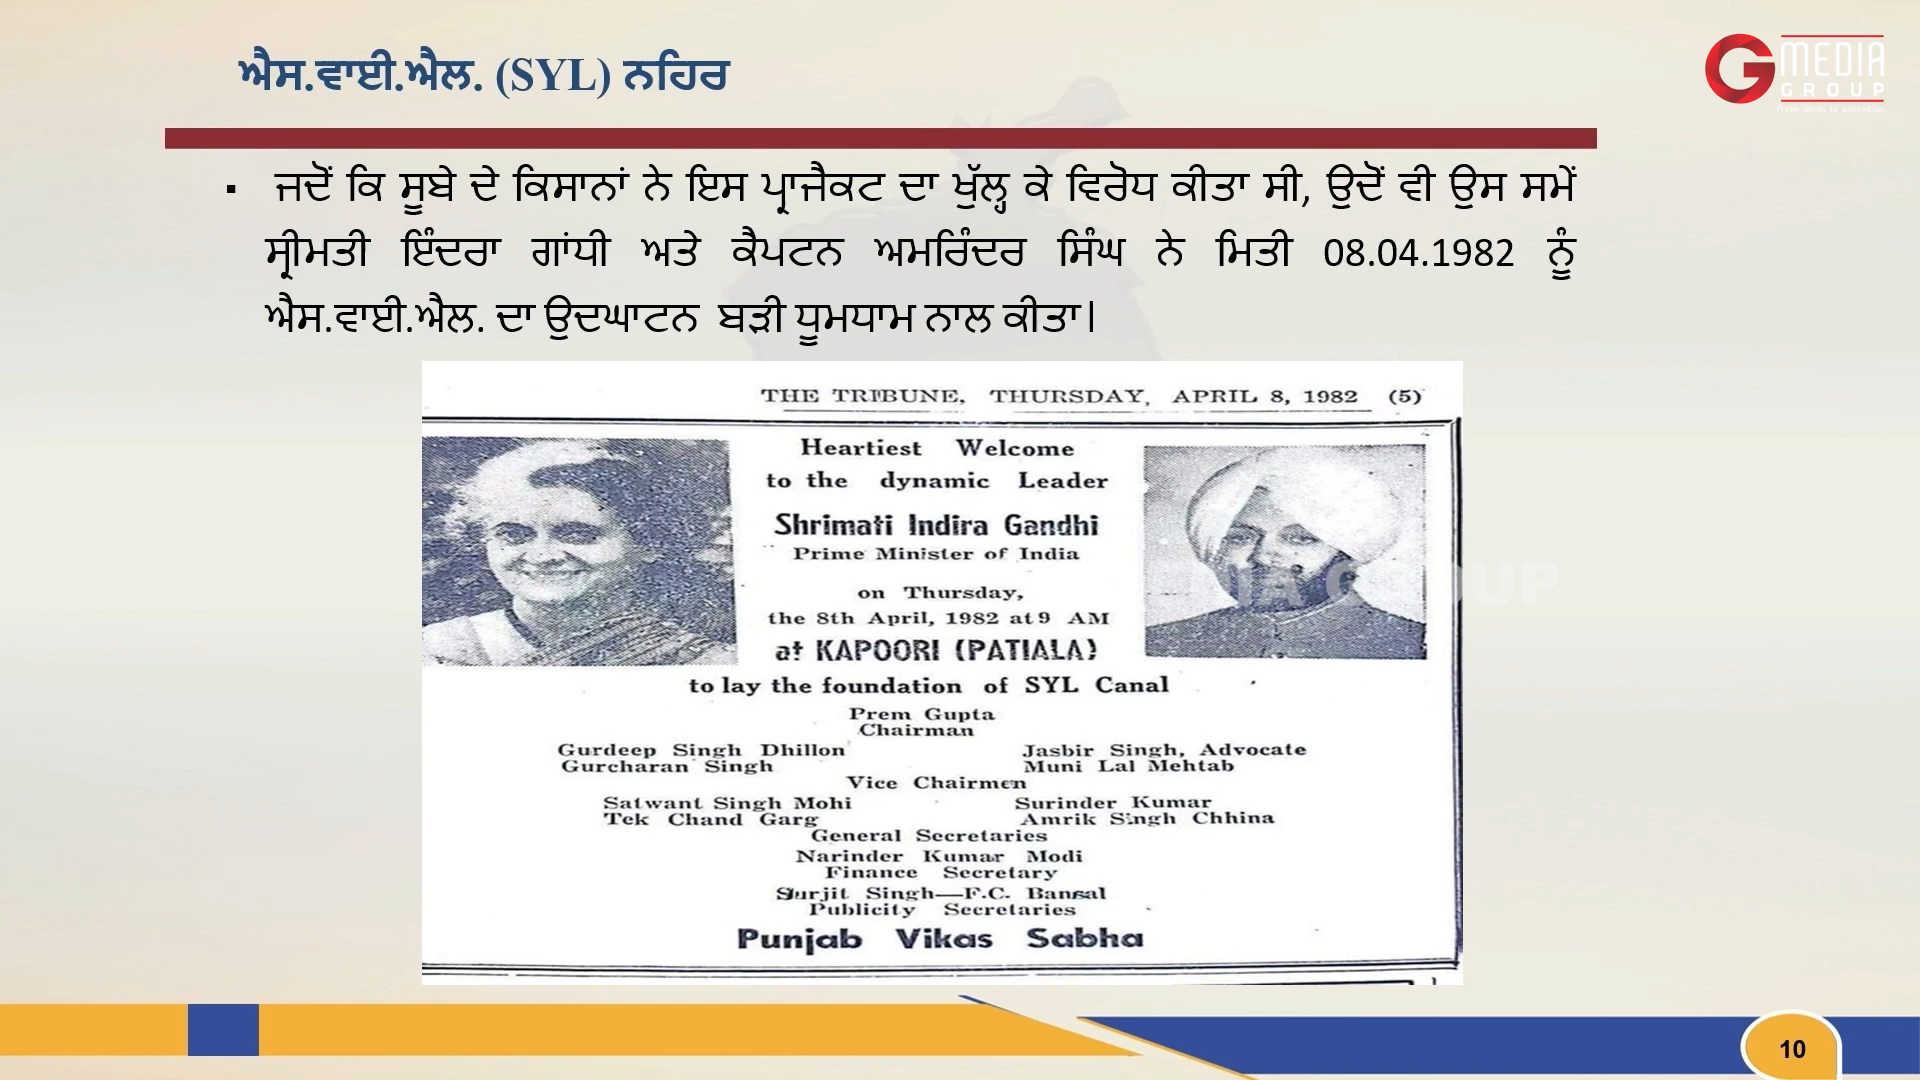 ਐਸ.ਵਾਈ.ਐਲ. (SYL) ਨਹਿਰ
G MEDIA
GROUP
from ideas to execution
▪ ਜਦੋਂ ਕਿ ਸੂਬੇ ਦੇ ਕਿਸਾਨਾਂ ਨੇ ਇਸ ਪ੍ਰਾਜੈਕਟ ਦਾ ਖੁੱਲ੍ਹ ਕੇ ਵਿਰੋਧ ਕੀਤਾ ਸੀ, ਉਦੋਂ ਵੀ ਉਸ ਸਮੇਂ
ਸ੍ਰੀਮਤੀ ਇੰਦਰਾ ਗਾਂਧੀ ਅਤੇ ਕੈਪਟਨ ਅਮਰਿੰਦਰ ਸਿੰਘ ਨੇ ਮਿਤੀ 08.04.1982 ਨੂੰ
ਐਸ.ਵਾਈ.ਐਲ. ਦਾ ਉਦਘਾਟਨ ਬੜੀ ਧੂਮਧਾਮ ਨਾਲ ਕੀਤਾ।
THE TRIBUNE, THURSDAY, APRIL 8, 1982 (5)
Heartiest Welcome
to the dynamic Leader
Shrimati Indira Gandhi
Prime Minister of India
on Thursday,
the 8th April, 1982 at 9 AM
at KAPOORI (PATIALA)
to lay the foundation of SYL Canal
Prem Gupta
Chairman
Gurdeep Singh Dhillon Jasbir Singh, Advocate
Gurcharan Singh Muni Lal Mehtab
Vice Chairmen
Satwant Singh Mohi Surinder Kumar
Tek Chand Garg Amrik Singh Chhina
General Secretaries
Narinder Kumar Modi
Finance Secretary
Surjit Singh—F.C. Bansal
Publicity Secretaries
Punjab Vikas Sabha
10